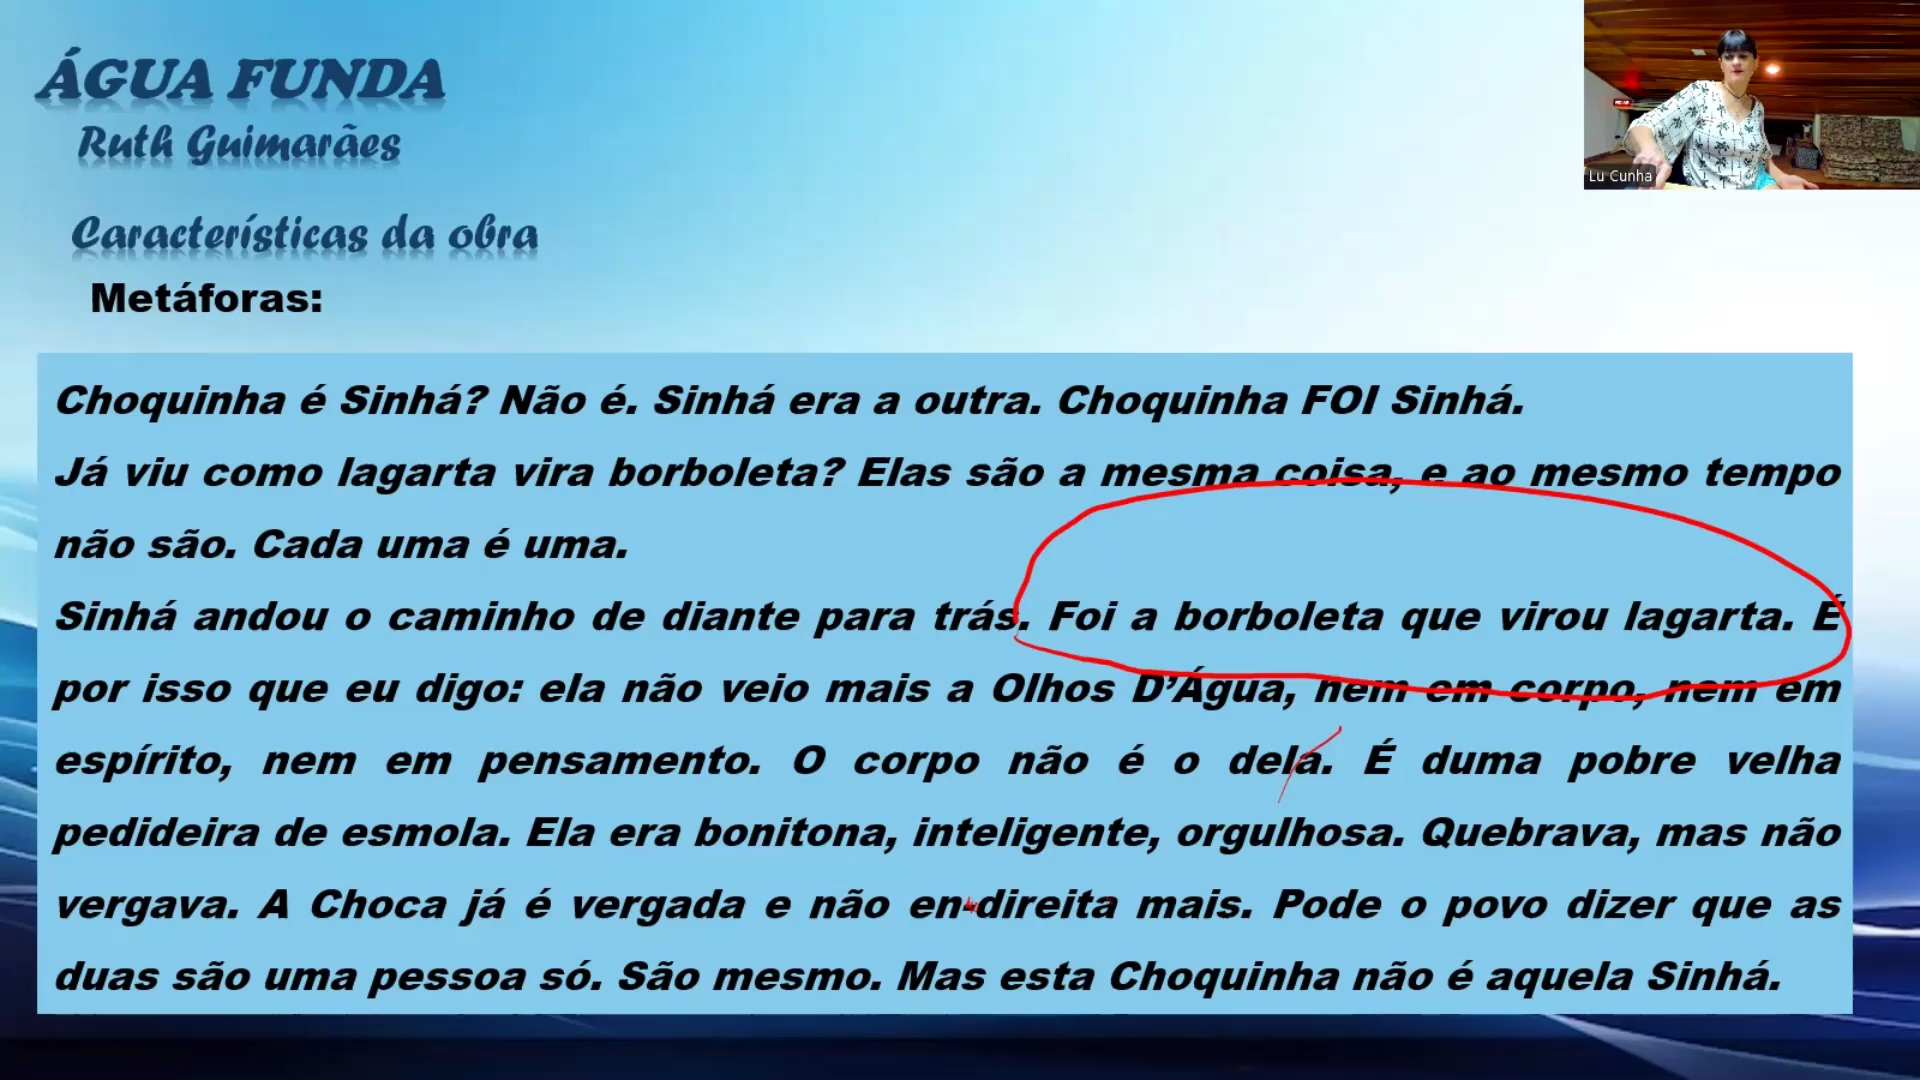 ÁGUA FUNDA
Ruth Guimarães
Lu Cunha
Características da obra
Metáforas:
Choquinha é Sinhá? Não é. Sinhá era a outra. Choquinha FOI Sinhá.
Já viu como lagarta vira borboleta? Elas são a mesma coisa, e ao mesmo tempo
não são. Cada uma é uma.
Sinhá andou o caminho de diante para trás. Foi a borboleta que virou lagarta. É
por isso que eu digo: ela não veio mais a Olhos D’Água, nem em corpo, nem em
espírito, nem em pensamento. O corpo não é o dela. É duma pobre velha
pedideira de esmola. Ela era bonitona, inteligente, orgulhosa. Quebrava, mas não
vergava. A Choca já é vergada e não en-direita mais. Pode o povo dizer que as
duas são uma pessoa só. São mesmo. Mas esta Choquinha não é aquela Sinhá.